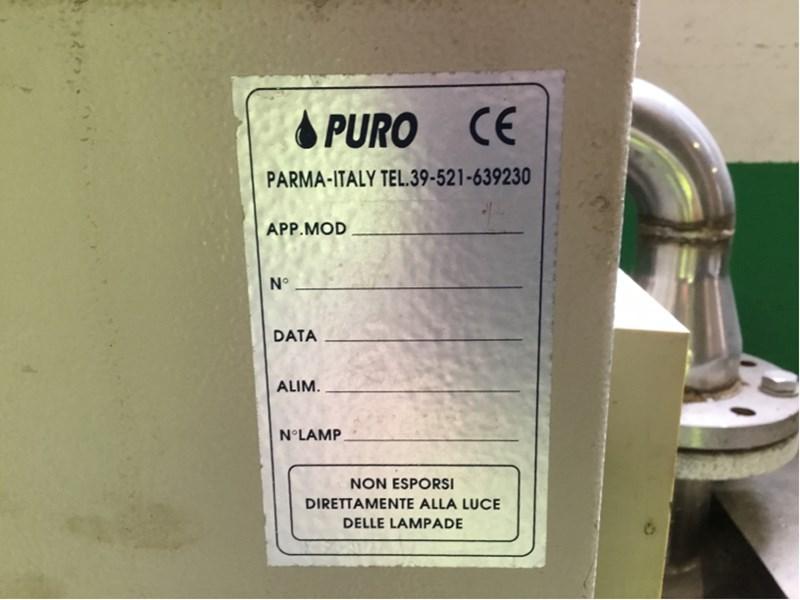 PURO CE
PARMA-ITALY TEL.39-521-639230
APP.MOD
N°
DATA
ALIM.
N°LAMP
NON ESPORSI
DIRETTAMENTE ALLA LUCE
DELLE LAMPADE